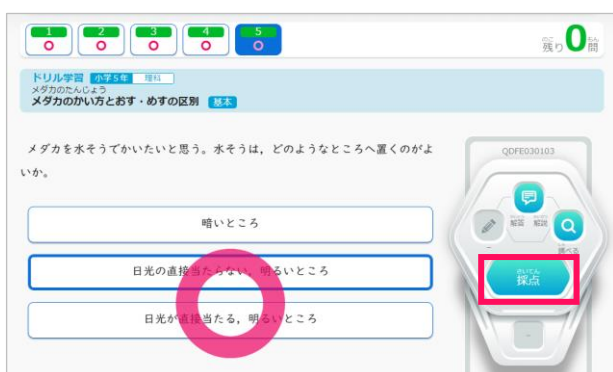 1 2 3 4 5
残り0問
ドリル学習 小学5年 理科
メダカのたんじょう
メダカのかい方とおす・めすの区別 基本
メダカを水そうでかいたいと思う。水そうは，どのようなところへ置くのがよ
いか。
QDFE030103
暗いところ
解答 解説
調べる
日光の直接当たらない，明るいところ
さいてん
採点
日光が直接当たる，明るいところ